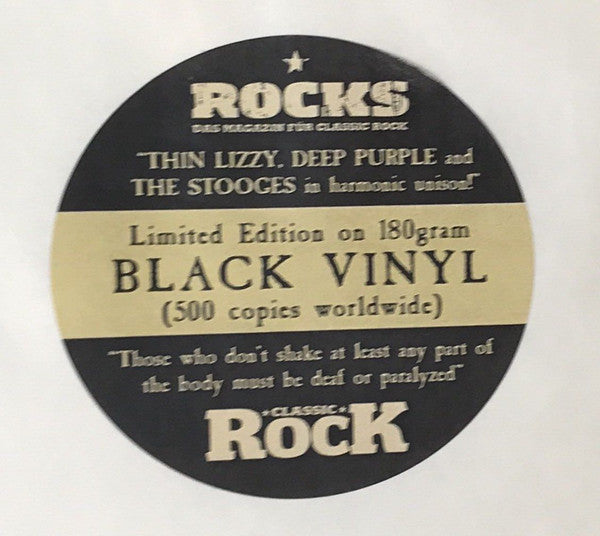 ROCKS
DAS MAGAZIN FÜR CLASSIC ROCK
"THIN LIZZY, DEEP PURPLE and
THE STOOGES in harmonic unison!"
Limited Edition on 180gram
BLACK VINYL
(500 copies worldwide)
"Those who don't shake at least any part of
the body must be deaf or paralyzed"
CLASSIC
ROCK